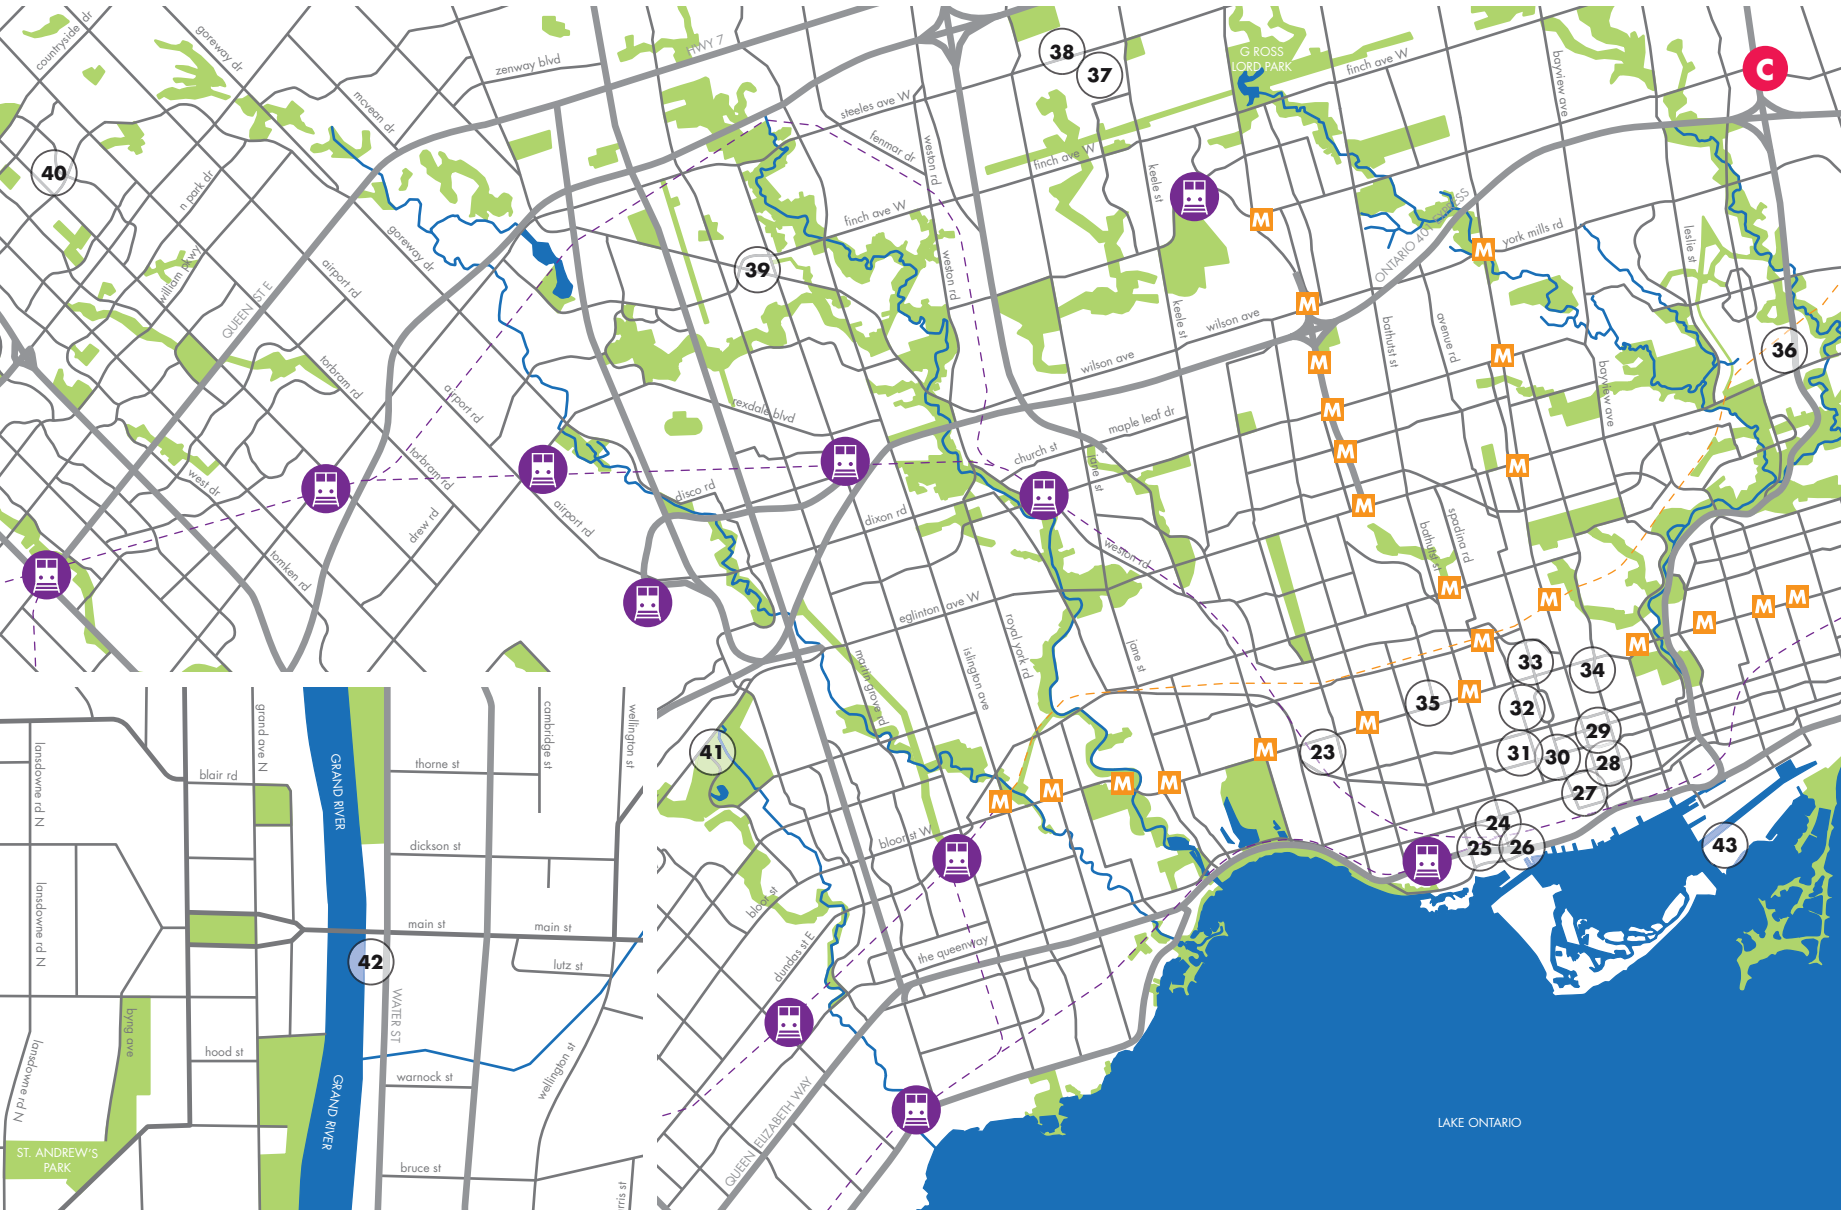 countryside dr
goreway dr
zenway blvd
HWY 7
38
37
G ROSS
LORD PARK
finch ave W
bayview ave
C
mcvean dr
steeles ave W
fenmar dr
weston rd
finch ave W
keele st
40
n park dr
finch ave W
M
ONTARIO 401 EXPRESS
M
york mills rd
leslie st
goreway dr
william pkwy
airport rd
39
weston rd
QUEEN ST E
keele st
wilson ave
M
bathutst st
avenue rd
M
36
torbram rd
wilson ave
M
bayview ave
airport rd
rexdale blvd
maple leaf dr
M
church st
jane st
M
M
torbram rd
west dr
disco rd
airport rd
drew rd
dixon rd
M
bathurst st
spadina rd
weston rd
tomken rd
M
M
M
M
M
eglinton ave W
royal york rd
jane st
M
M
33
34
martin grove rd
islington ave
35
M
32
M
29
23
31
30
28
27
M
41
M
M
M
M
24
25
26
43
bloor st W
bloor st
dundas st E
the queenway
QUEEN ELIZABETH WAY
LAKE ONTARIO
lansdowne rd N
grand ave N
GRAND RIVER
cambridge st
wellington st
blair rd
thorne st
dickson st
lansdowne rd N
main st
main st
lutz st
42
WATER ST
byng ave
hood st
lansdowne rd N
GRAND RIVER
warnock st
wellington st
ST. ANDREW'S
PARK
bruce st
rris st